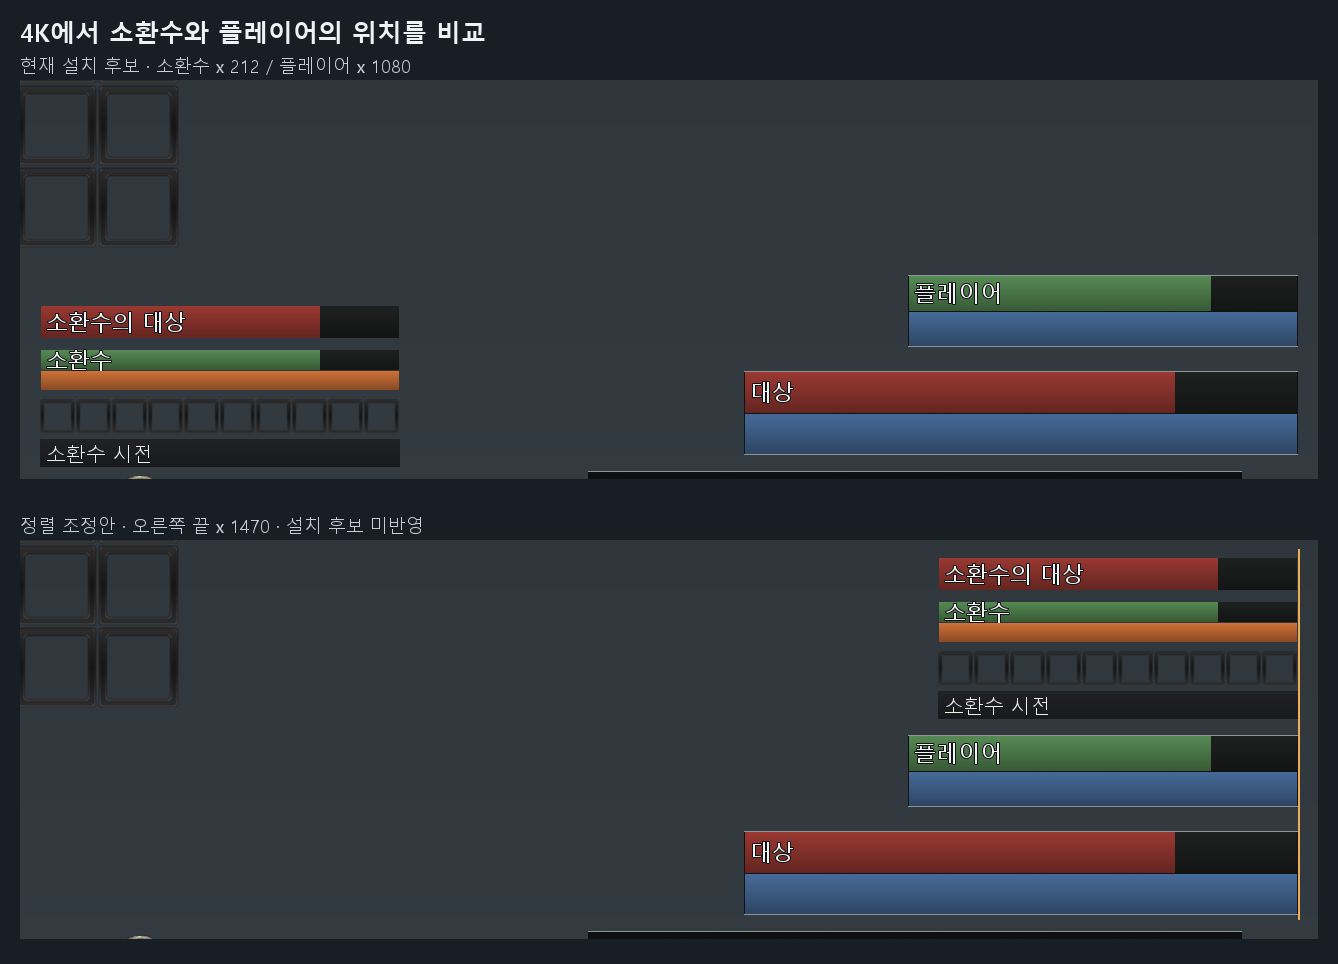 4K에서 소환수와 플레이어의 위치를 비교
현재 설치 후보 · 소환수 x 212 / 플레이어 x 1080
플레이어
소환수의 대상
소환수
대상
소환수 시전
정렬 조정안 · 오른쪽 끝 x 1470 · 설치 후보 미반영
소환수의 대상
소환수
소환수 시전
플레이어
대상